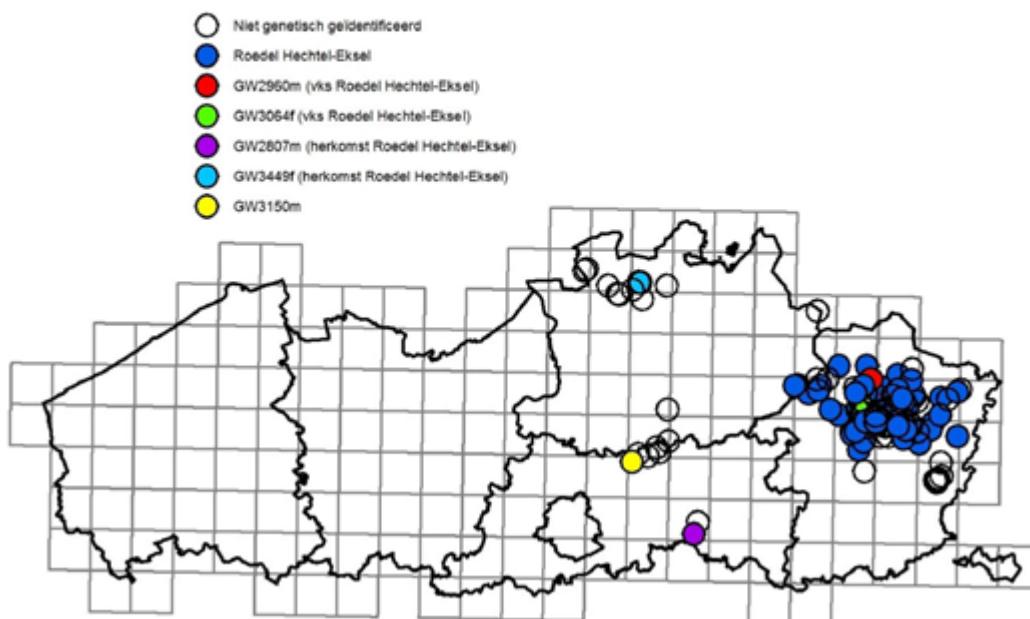 Niet genetisch geïdentificeerd
Roedel Hechtel-Eksel
GW2960m (vks Roedel Hechtel-Eksel)
GW3064f (vks Roedel Hechtel-Eksel)
GW2807m (herkomst Roedel Hechtel-Eksel)
GW3449f (herkomst Roedel Hechtel-Eksel)
GW3150m